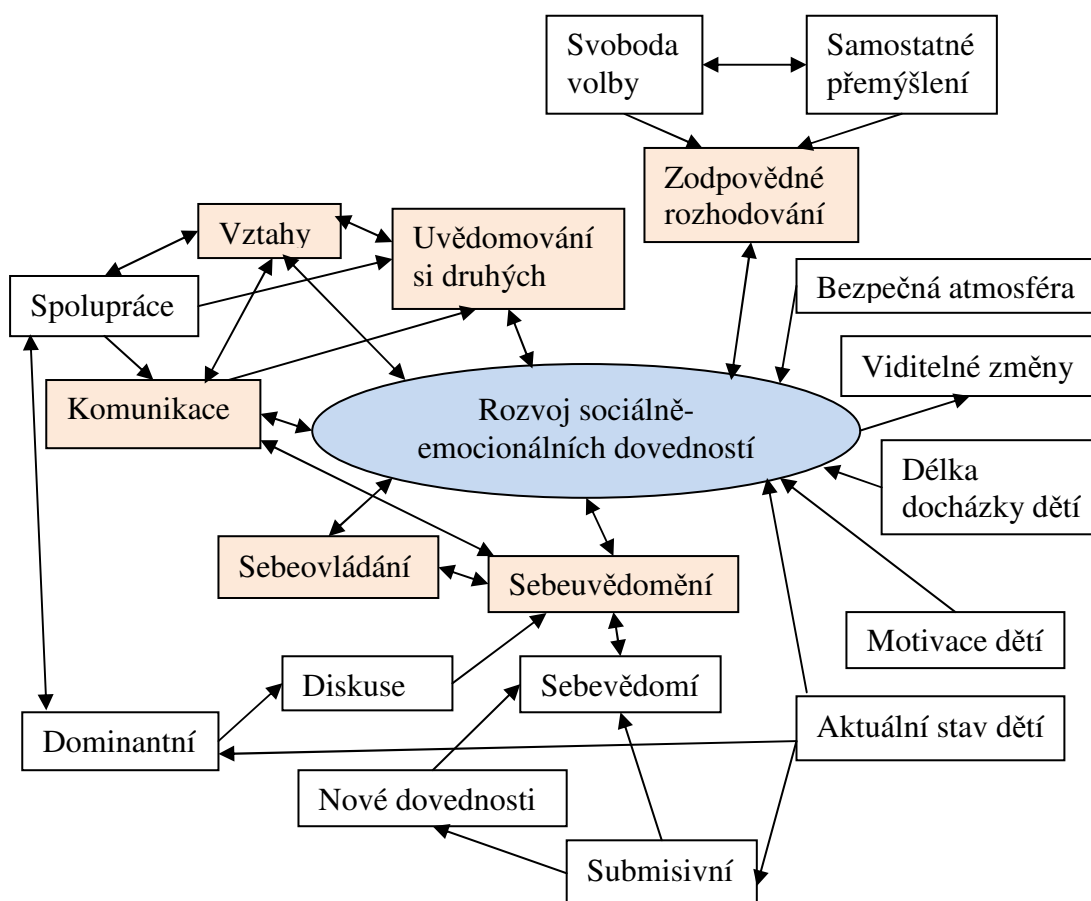 Svoboda
volby
Samostatné
přemýšlení
Zodpovědné
rozhodování
Vztahy
Uvědomování
si druhých
Bezpečná atmosféra
Spolupráce
Viditelné změny
Komunikace
Rozvoj sociálně-
emocionálních dovedností
Délka
docházky dětí
Sebeovládání
Sebeuvědomění
Motivace dětí
Diskuse
Sebevědomí
Dominantní
Aktuální stav dětí
Nové dovednosti
Submisivní